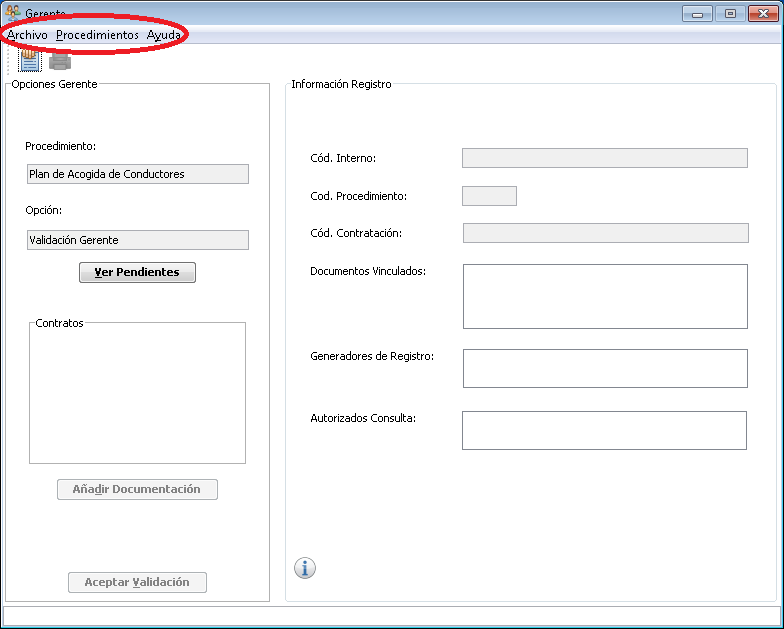 Gerente
Archivo Procedimientos Ayuda
Opciones Gerente
Procedimiento:
Plan de Acogida de Conductores
Opción:
Validación Gerente
Ver Pendientes
Contratos
Añadir Documentación
Aceptar Validación
Información Registro
Cód. Interno:
Cod. Procedimiento:
Cód. Contratación:
Documentos Vinculados:
Generadores de Registro:
Autorizados Consulta: